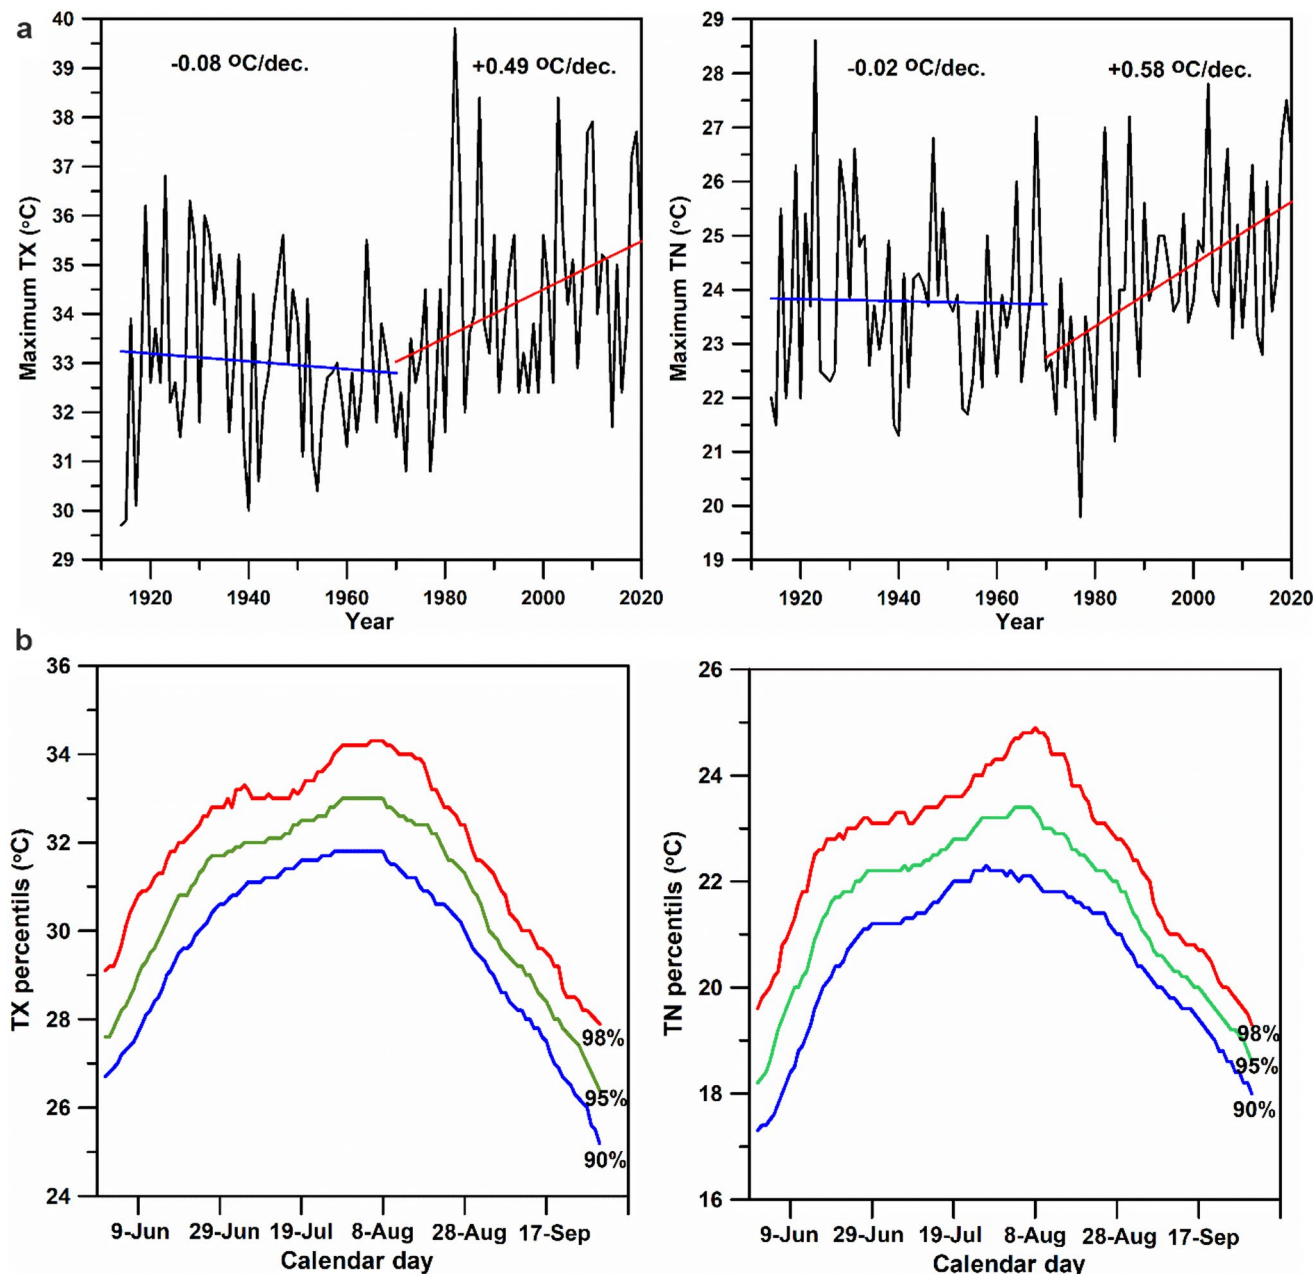 a
-0.08 ºC/dec.
+0.49 ºC/dec.
Maximum TX (ºC)
40
39
38
37
36
35
34
33
32
31
30
29
1920 1940 1960 1980 2000 2020
Year
-0.02 ºC/dec.
+0.58 ºC/dec.
Maximum TN (ºC)
29
28
27
26
25
24
23
22
21
20
19
1920 1940 1960 1980 2000 2020
Year
b
TX percentils (ºC)
36
34
32
30
28
26
24
98%
95%
90%
9-Jun 29-Jun 19-Jul 8-Aug 28-Aug 17-Sep
Calendar day
TN percentils (ºC)
26
24
22
20
18
16
98%
95%
90%
9-Jun 29-Jun 19-Jul 8-Aug 28-Aug 17-Sep
Calendar day